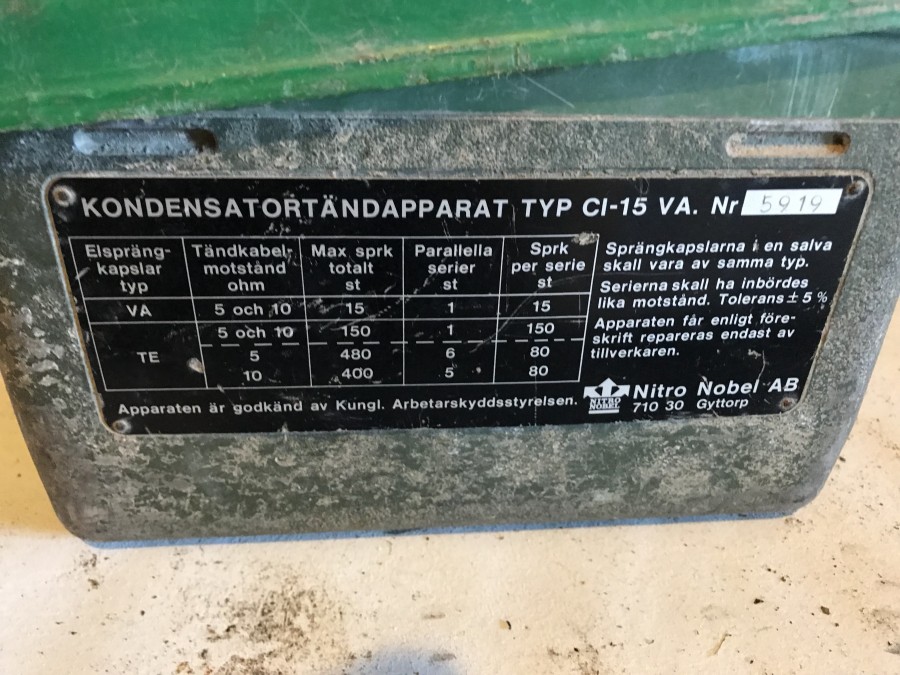 KONDENSATORTÄNDAPPARAT TYP CI-15 VA. Nr 5919
Elspräng- Tändkabel- Max sprk Parallella Sprk
kapslar motstånd totalt serier per serie
typ ohm st st st
VA 5 och 10 15 1 15
5 och 10 150 1 150
TE 5 480 6 80
10 400 5 80
Apparaten är godkänd av Kungl. Arbetarskyddsstyrelsen.
Sprängkapslarna i en salva
skall vara av samma typ.
Serierna skall ha inbördes
lika motstånd. Tolerans ± 5 %
Apparaten får enligt före-
skrift repareras endast av
tillverkaren.
NITRO
NOBEL
Nitro Nobel AB
710 30 Gyttorp